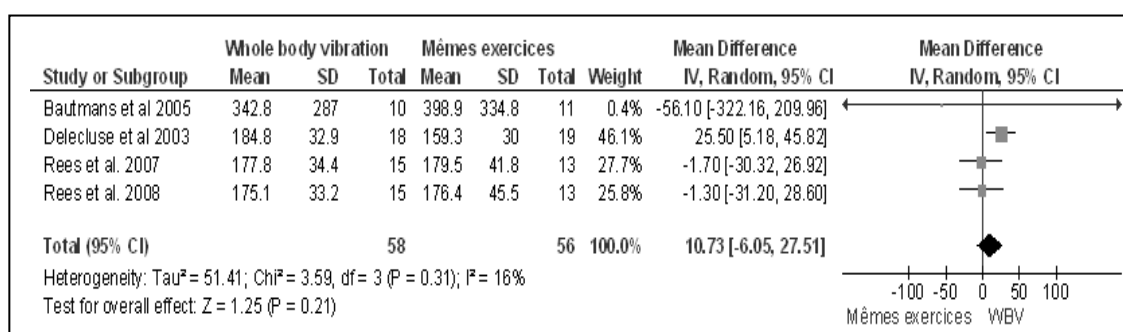 Whole body vibration Mêmes exercices Mean Difference Mean Difference
Study or Subgroup Mean SD Total Mean SD Total Weight IV, Random, 95% CI IV, Random, 95% CI
Bautmans et al 2005 342.8 287 10 398.9 334.8 11 0.4% -56.10 [-322.16, 209.96]
Delecluse et al 2003 184.8 32.9 18 159.3 30 19 46.1% 25.50 [5.18, 45.82]
Rees et al. 2007 177.8 34.4 15 179.5 41.8 13 27.7% -1.70 [-30.32, 26.92]
Rees et al. 2008 175.1 33.2 15 176.4 45.5 13 25.8% -1.30 [-31.20, 28.60]
Total (95% CI) 58 56 100.0% 10.73 [-6.05, 27.51]
Heterogeneity: Tau² = 51.41; Chi² = 3.59, df = 3 (P = 0.31); I² = 16%
Test for overall effect: Z = 1.25 (P = 0.21)
-100 -50 0 50 100
Mêmes exercices WBV